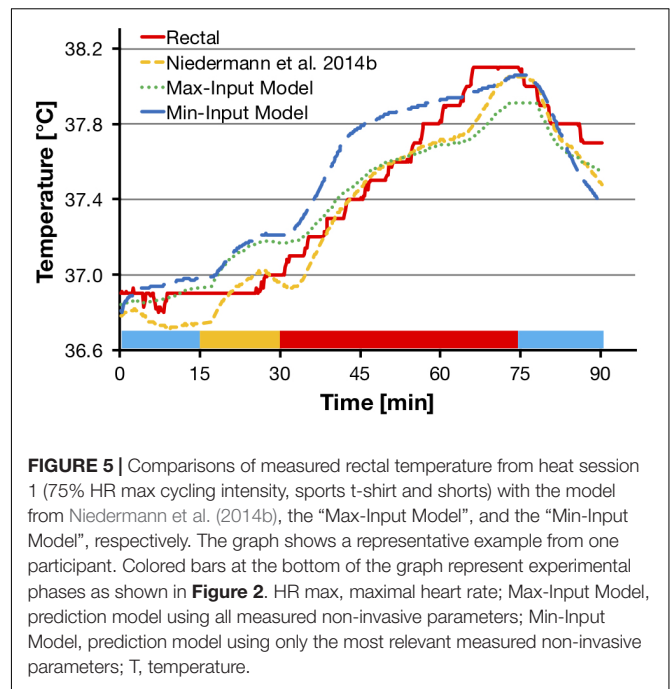 Rectal
Niedermann et al. 2014b
Max-Input Model
Min-Input Model
Temperature [°C]
38.2
37.8
37.4
37.0
36.6
0 15 30 45 60 75 90
Time [min]
FIGURE 5 | Comparisons of measured rectal temperature from heat session
1 (75% HR max cycling intensity, sports t-shirt and shorts) with the model
from Niedermann et al. (2014b), the “Max-Input Model”, and the “Min-Input
Model”, respectively. The graph shows a representative example from one
participant. Colored bars at the bottom of the graph represent experimental
phases as shown in Figure 2. HR max, maximal heart rate; Max-Input Model,
prediction model using all measured non-invasive parameters; Min-Input
Model, prediction model using only the most relevant measured non-invasive
parameters; T, temperature.